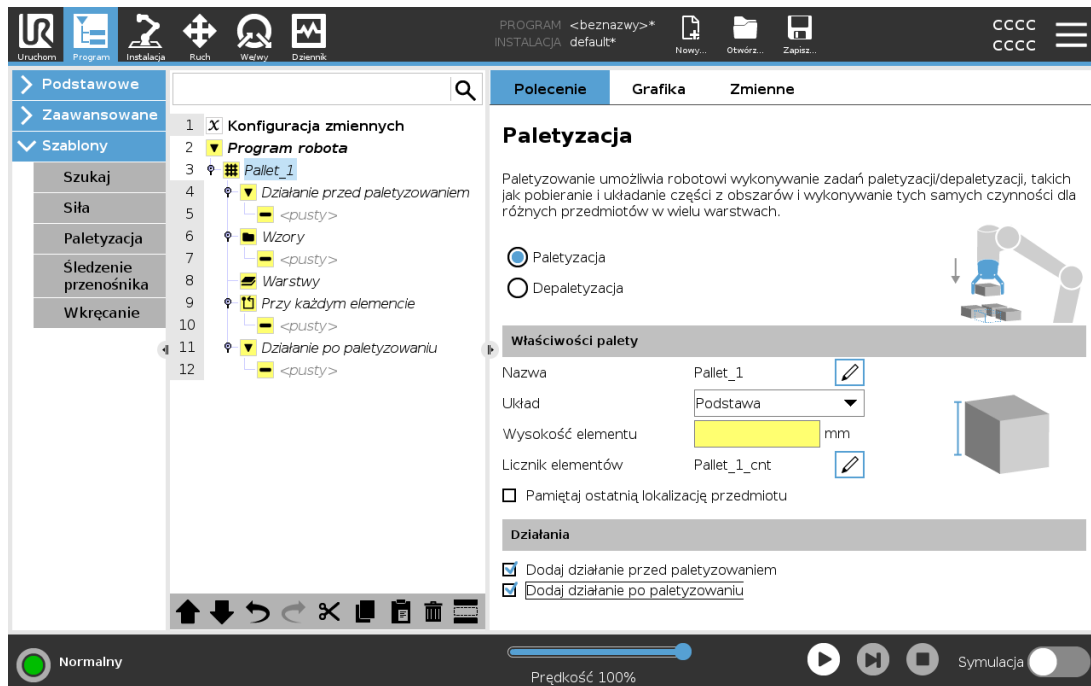 PROGRAM <beznazwy>*
INSTALACJA default*
Uruchom Program Instalacja Ruch We/wy Dziennik
Nowy... Otwórz... Zapisz...
CCCC
CCCC
Podstawowe
Zaawansowane
Szablony
Szukaj
Siła
Paletyzacja
Śledzenie
przenośnika
Wkręcanie
1 X Konfiguracja zmiennych
2 Program robota
3 Pallet_1
4 Działanie przed paletyzowaniem
5 <pusty>
6 Wzory
7 <pusty>
8 Warstwy
9 Przy każdym elemencie
10 <pusty>
11 Działanie po paletyzowaniu
12 <pusty>
Polecenie Grafika Zmienne
Paletyzacja
Paletyzowanie umożliwia robotowi wykonywanie zadań paletyzacji/depaletyzacji, takich
jak pobieranie i układanie części z obszarów i wykonywanie tych samych czynności dla
różnych przedmiotów w wielu warstwach.
Paletyzacja
Depaletyzacja
Właściwości palety
Nazwa Pallet_1
Układ Podstawa
Wysokość elementu mm
Licznik elementów Pallet_1_cnt
Pamiętaj ostatnią lokalizację przedmiotu
Działania
Dodaj działanie przed paletyzowaniem
Dodaj działanie po paletyzowaniu
Normalny
Prędkość 100%
Symulacja